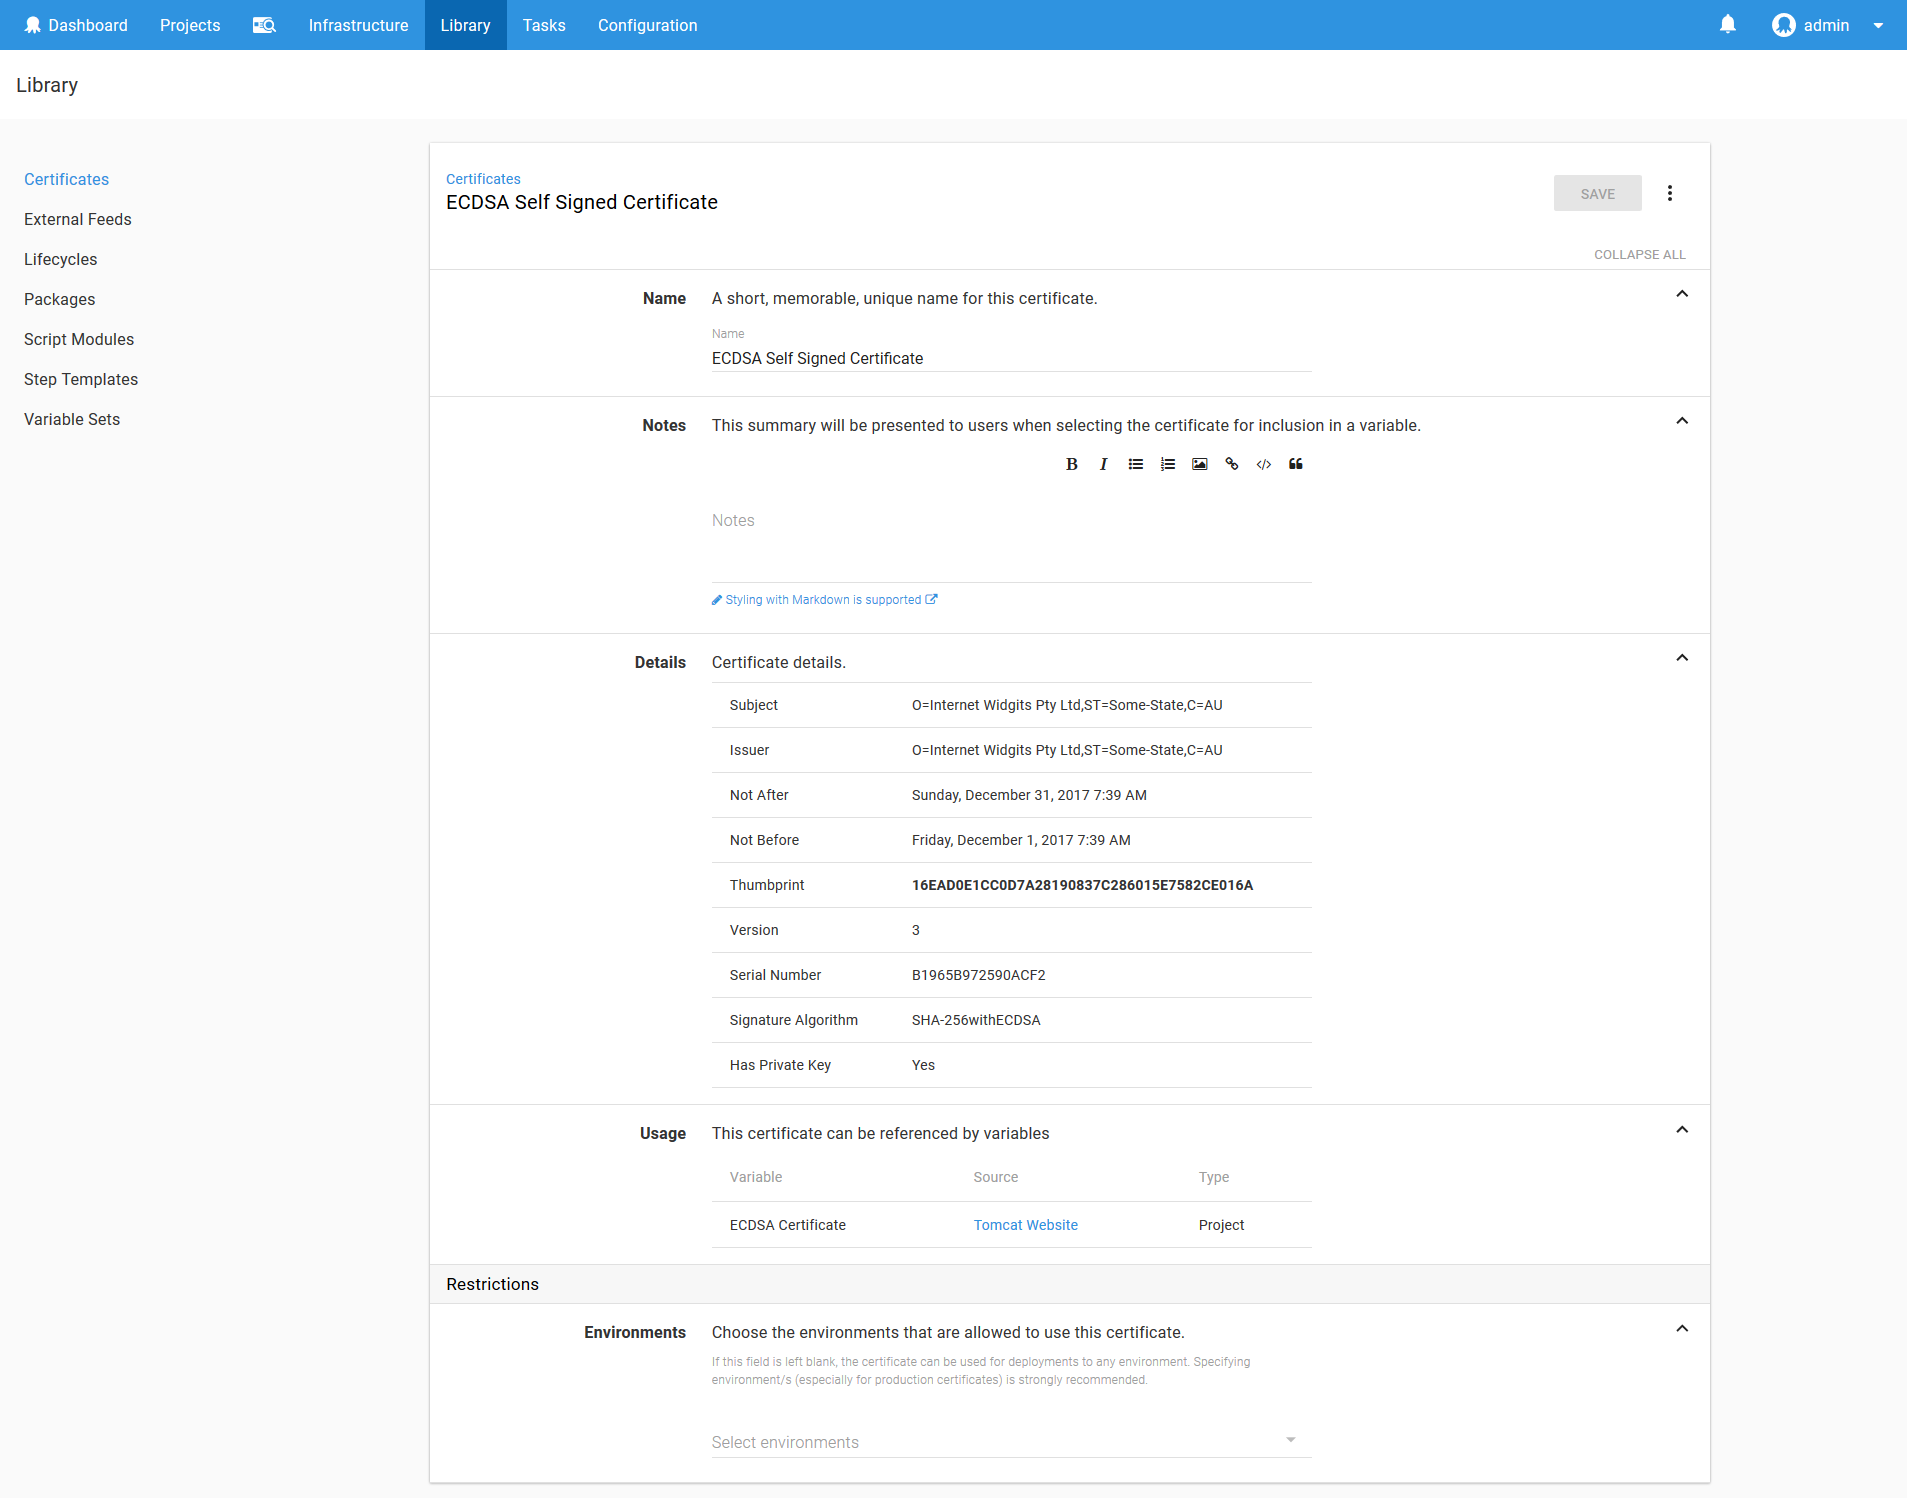 Dashboard Projects Infrastructure Library Tasks Configuration admin
Library
Certificates
External Feeds
Lifecycles
Packages
Script Modules
Step Templates
Variable Sets
Certificates
ECDSA Self Signed Certificate
SAVE
COLLAPSE ALL
Name A short, memorable, unique name for this certificate.
Name
ECDSA Self Signed Certificate
Notes This summary will be presented to users when selecting the certificate for inclusion in a variable.
Notes
Styling with Markdown is supported
Details Certificate details.
Subject O=Internet Widgits Pty Ltd,ST=Some-State,C=AU
Issuer O=Internet Widgits Pty Ltd,ST=Some-State,C=AU
Not After Sunday, December 31, 2017 7:39 AM
Not Before Friday, December 1, 2017 7:39 AM
Thumbprint 16EAD0E1CC0D7A28190837C286015E7582CE016A
Version 3
Serial Number B1965B972590ACF2
Signature Algorithm SHA-256withECDSA
Has Private Key Yes
Usage This certificate can be referenced by variables
Variable Source Type
ECDSA Certificate Tomcat Website Project
Restrictions
Environments Choose the environments that are allowed to use this certificate.
If this field is left blank, the certificate can be used for deployments to any environment. Specifying
environment/s (especially for production certificates) is strongly recommended.
Select environments